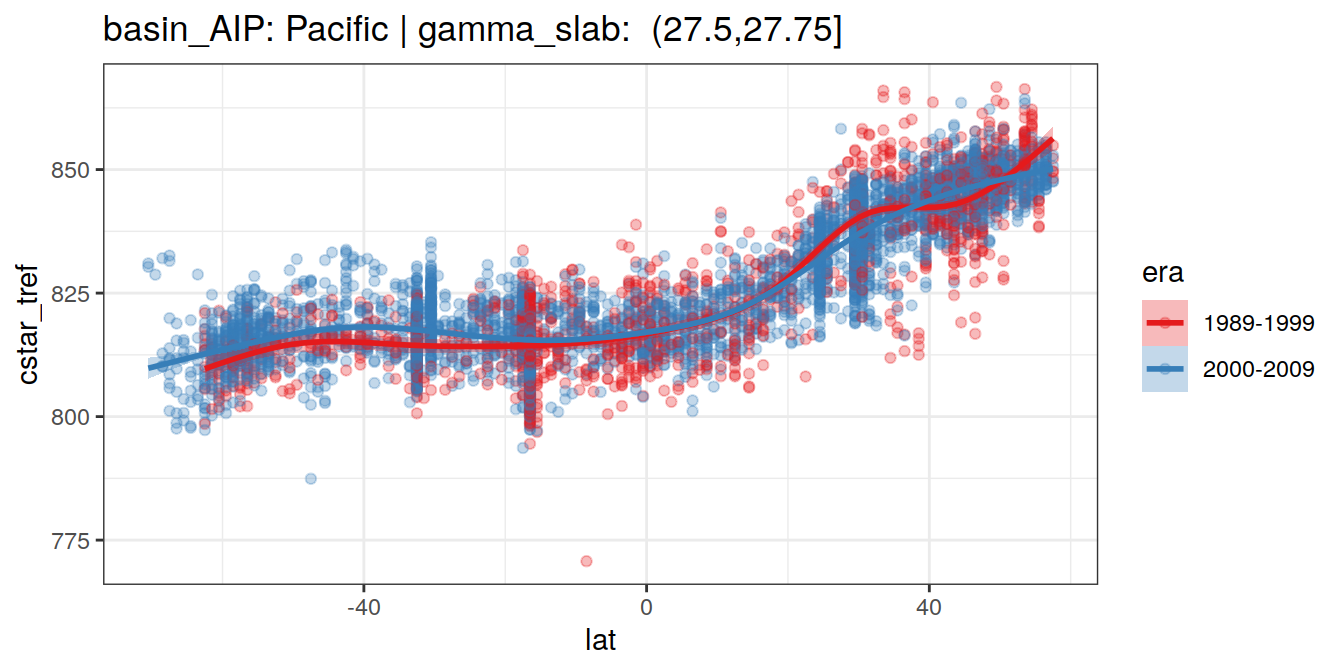 basin_AIP: Pacific | gamma_slab:  (27.5,27.75]
cstar_tref
850
825
800
775
-40
0
40
lat
era
1989-1999
2000-2009